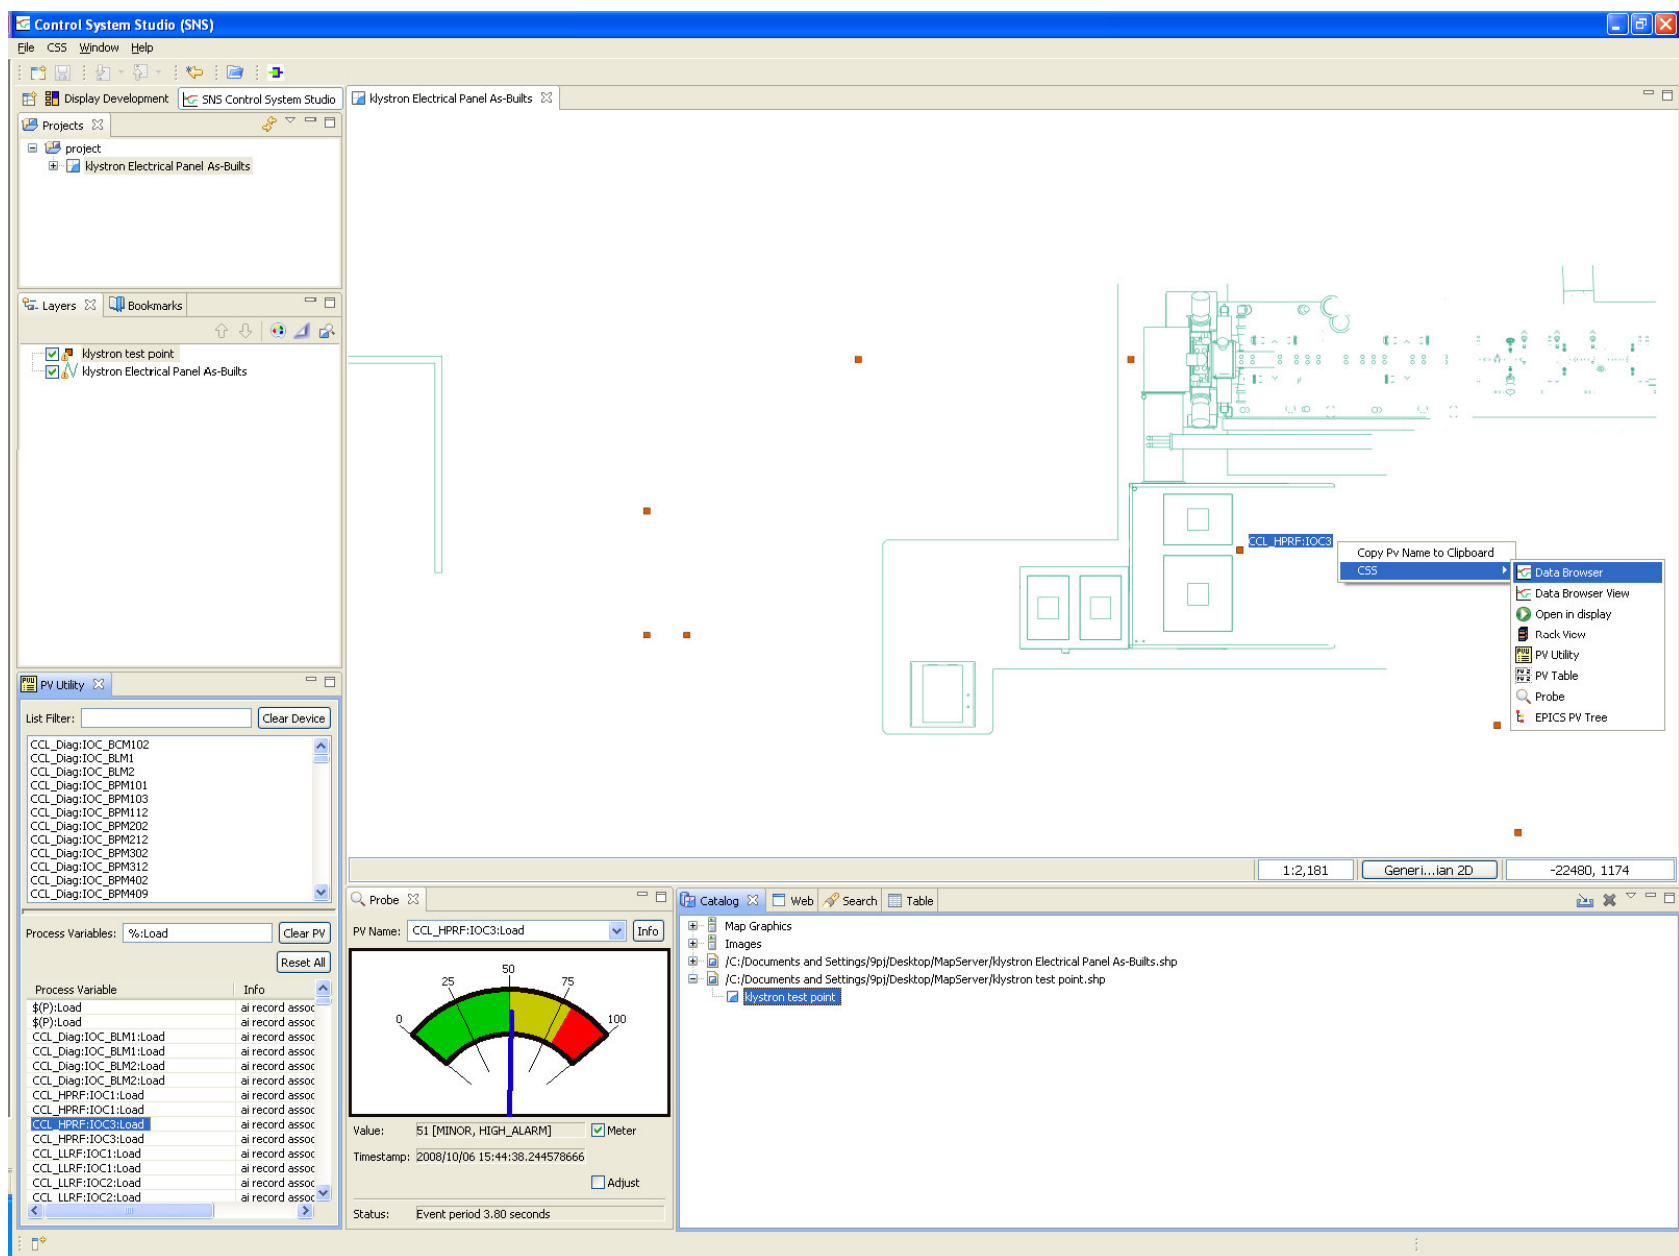 Control System Studio (SNS)
File CSS Window Help
Display Development SNS Control System Studio
Projects
project
klystron Electrical Panel As-Builts
Layers Bookmarks
klystron test point
klystron Electrical Panel As-Builts
PV Utility
List Filter: Clear Device
CCL_Diag:IOC_BCM102
CCL_Diag:IOC_BLM1
CCL_Diag:IOC_BLM2
CCL_Diag:IOC_BPM101
CCL_Diag:IOC_BPM103
CCL_Diag:IOC_BPM112
CCL_Diag:IOC_BPM202
CCL_Diag:IOC_BPM212
CCL_Diag:IOC_BPM302
CCL_Diag:IOC_BPM312
CCL_Diag:IOC_BPM402
CCL_Diag:IOC_BPM409
Process Variables: %:Load Clear PV
Reset All
Process Variable Info
$(P):Load ai record assoc
$(P):Load ai record assoc
CCL_Diag:IOC_BLM1:Load ai record assoc
CCL_Diag:IOC_BLM1:Load ai record assoc
CCL_Diag:IOC_BLM2:Load ai record assoc
CCL_Diag:IOC_BLM2:Load ai record assoc
CCL_HPRF:IOC1:Load ai record assoc
CCL_HPRF:IOC1:Load ai record assoc
CCL_HPRF:IOC3:Load ai record assoc
CCL_HPRF:IOC3:Load ai record assoc
CCL_LLRF:IOC1:Load ai record assoc
CCL_LLRF:IOC1:Load ai record assoc
CCL_LLRF:IOC2:Load ai record assoc
CCL_LLRF:IOC2:Load ai record assoc
klystron Electrical Panel As-Builts
CCL_HPRF:IOC3
Copy Pv Name to Clipboard
CSS
Data Browser
Data Browser View
Open in display
Rack View
PV Utility
PV Table
Probe
EPICS PV Tree
1:2,181 Generi...ian 2D -22480, 1174
Probe
PV Name: CCL_HPRF:IOC3:Load Info
0 25 50 75 100
Value: 51 [MINOR, HIGH_ALARM] Meter
Timestamp: 2008/10/06 15:44:38.244578666
Adjust
Status: Event period 3.80 seconds
Catalog Web Search Table
Map Graphics
Images
/C:/Documents and Settings/9pj/Desktop/MapServer/klystron Electrical Panel As-Builts.shp
/C:/Documents and Settings/9pj/Desktop/MapServer/klystron test point.shp
klystron test point